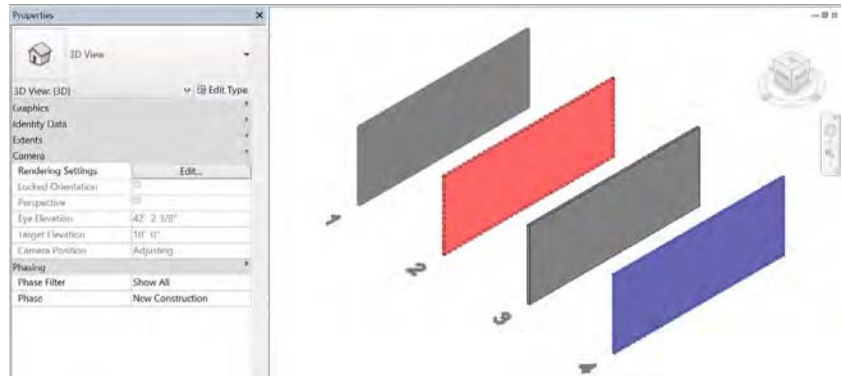 Properties
3D View
3D View: {3D}
Edit Type
Graphics
Identity Data
Extents
Camera
Rendering Settings Edit...
Locked Orientation
Perspective
Eye Elevation 42' 2 3/8"
Target Elevation 10' 0"
Camera Position Adjusting
Phasing
Phase Filter Show All
Phase New Construction
1
2
3
4